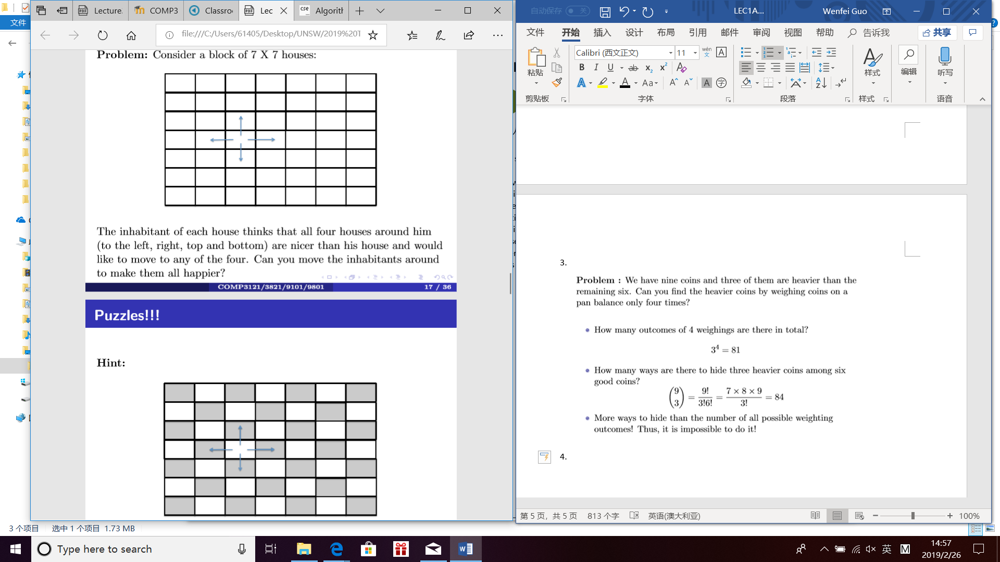 文件
Lecture
COMP3
Classro
Lec
Algorith
file:///C:/Users/61405/Desktop/UNSW/2019%20T
Problem: Consider a block of 7 X 7 houses:
The inhabitant of each house thinks that all four houses around him
(to the left, right, top and bottom) are nicer than his house and would
like to move to any of the four. Can you move the inhabitants around
to make them all happier?
COMP3121/3821/9101/9801 17 / 36
Puzzles!!!
Hint:
3 个项目 选中 1 个项目 1.73 MB
自动保存 关 LEC1A... Wenfei Guo
文件 开始 插入 设计 布局 引用 邮件 审阅 视图 帮助 告诉我 共享
粘贴
Calibri (西文正文) 11 wén 文 A
B I U ab x₂ x² A
A A Aa A A A 字
样式 编辑 听写
剪贴板 字体 段落 样式 语音
3.
Problem : We have nine coins and three of them are heavier than the
remaining six. Can you find the heavier coins by weighing coins on a
pan balance only four times?
How many outcomes of 4 weighings are there in total?
3⁴ = 81
How many ways are there to hide three heavier coins among six
good coins?
(9 3) = 9!/3!6! = 7 × 8 × 9/3! = 84
More ways to hide than the number of all possible weighting
outcomes! Thus, it is impossible to do it!
4.
第 5 页，共 5 页 813 个字 英语(澳大利亚) 100%
Type here to search
英 M
14:57
2019/2/26